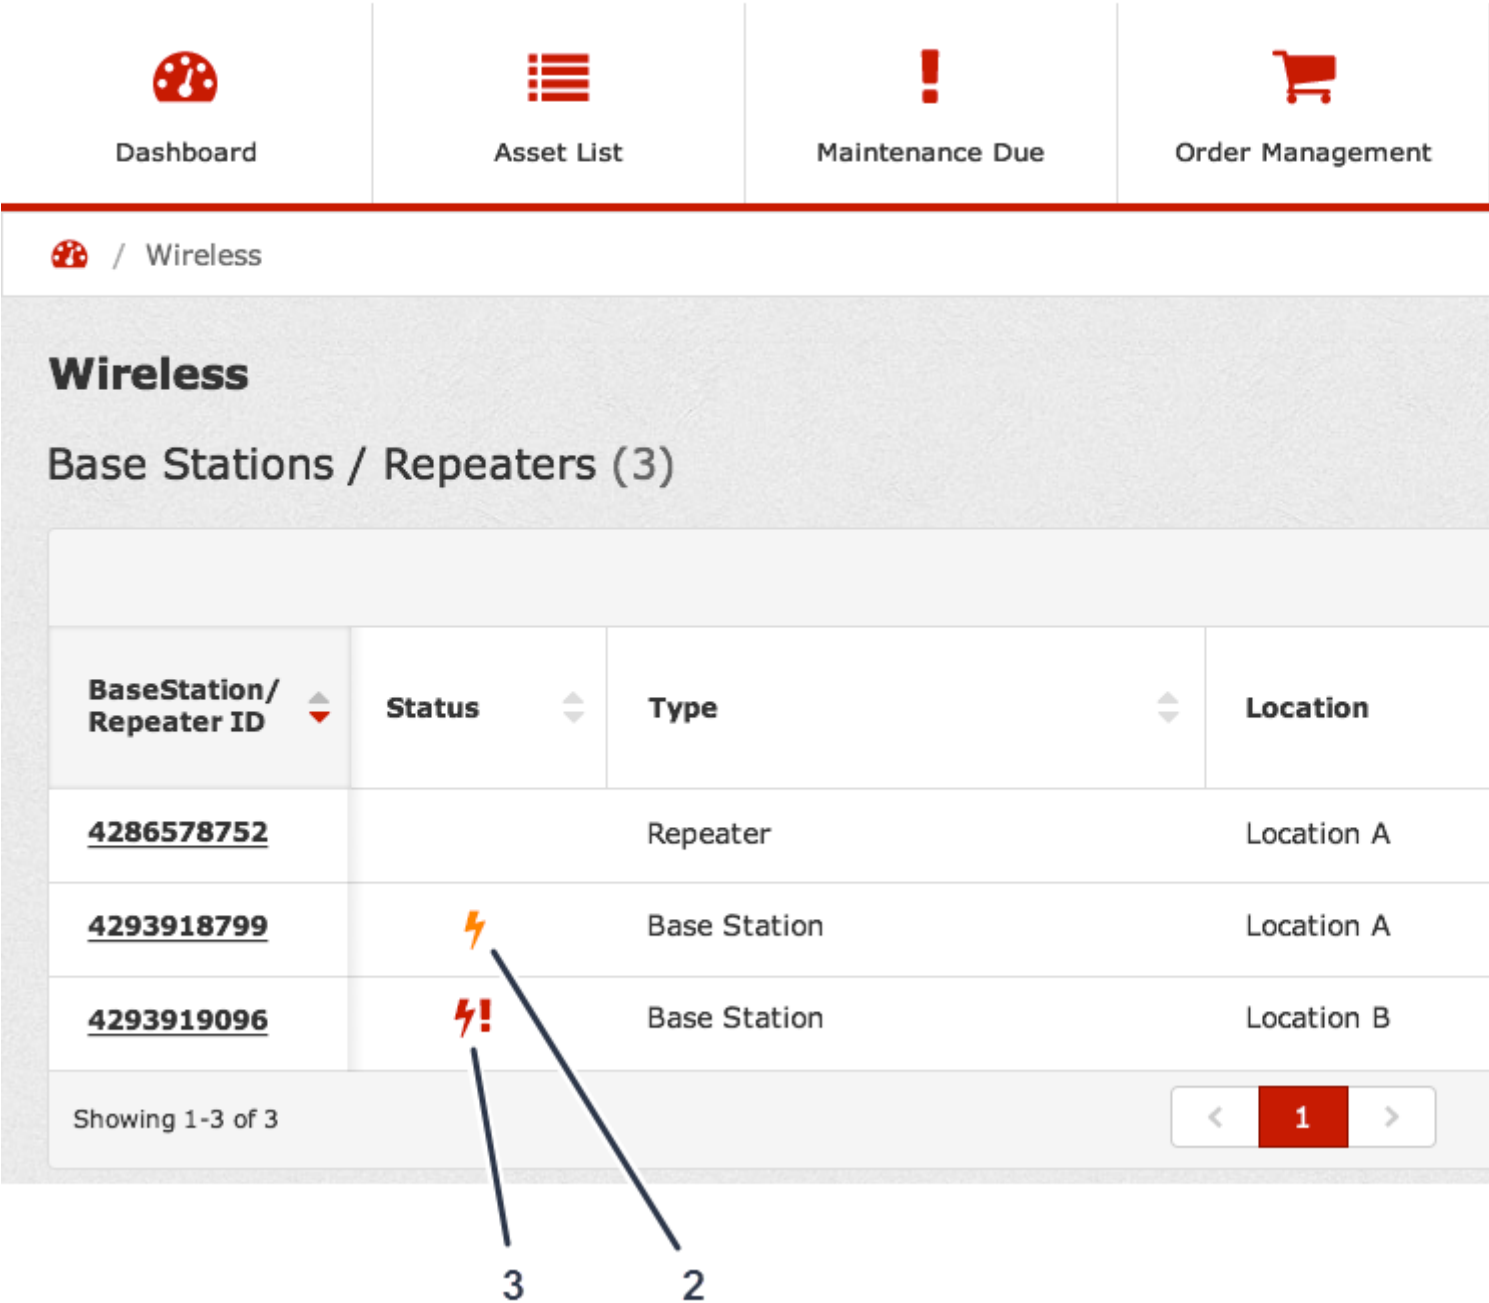 Dashboard
Asset List
Maintenance Due
Order Management
/ Wireless
Wireless
Base Stations / Repeaters (3)
BaseStation/
Repeater ID
Status
Type
Location
4286578752 Repeater Location A
4293918799 Base Station Location A
4293919096 ! Base Station Location B
Showing 1-3 of 3
< 1 >
3 2